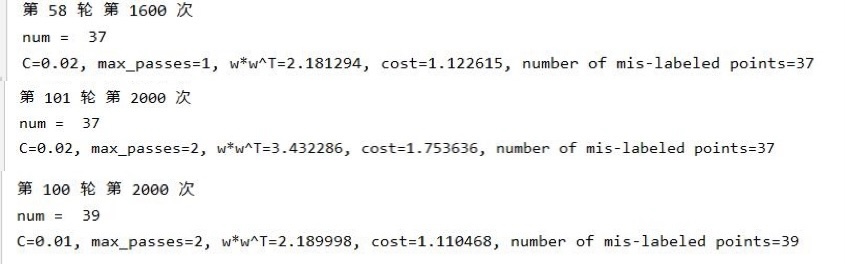 第 58 轮 第 1600 次
num =  37
C=0.02, max_passes=1, w*w^T=2.181294, cost=1.122615, number of mis-labeled points=37
第 101 轮 第 2000 次
num =  37
C=0.02, max_passes=2, w*w^T=3.432286, cost=1.753636, number of mis-labeled points=37
第 100 轮 第 2000 次
num =  39
C=0.01, max_passes=2, w*w^T=2.189998, cost=1.110468, number of mis-labeled points=39